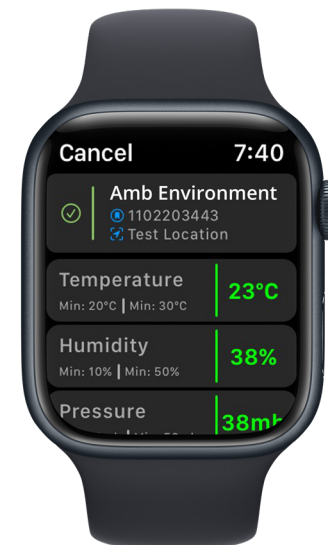 Cancel 7:40
Amb Environment
1102203443
Test Location
Temperature
23°C
Min: 20°C | Min: 30°C
Humidity
38%
Min: 10% | Min: 50%
Pressure
38mb